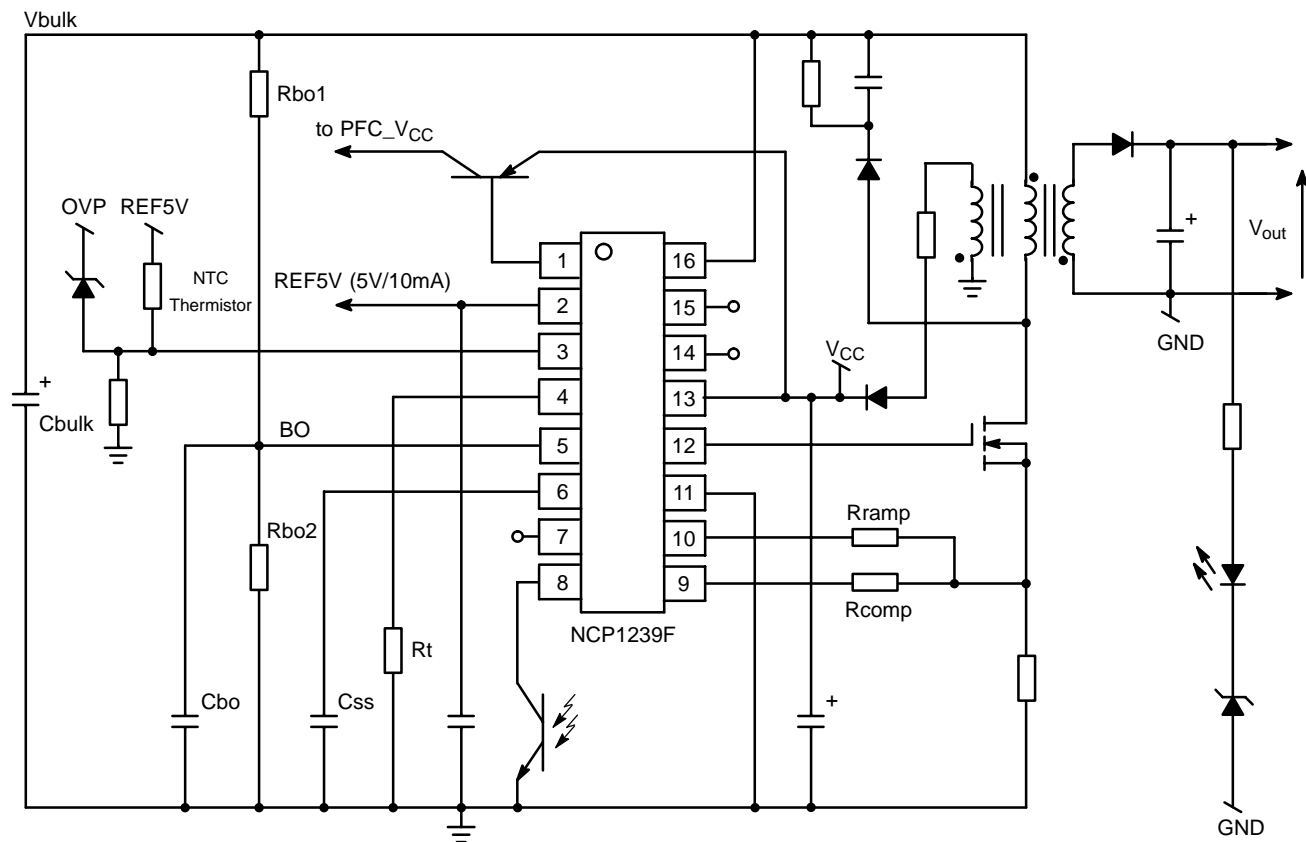 Vbulk
Rbo1
to PFC_VCC
OVP
REF5V
NTC
Thermistor
REF5V (5V/10mA)
+
Cbulk
BO
Rbo2
Cbo
Css
Rt
1
2
3
4
5
6
7
8
16
15
14
13
12
11
10
9
NCP1239F
VCC
Rramp
Rcomp
+
+
Vout
GND
GND